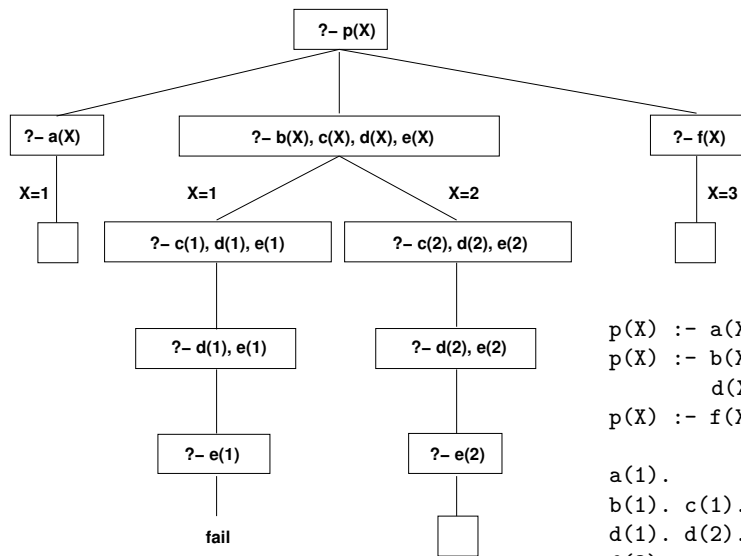 ?– p(X)
?– a(X)
?– b(X), c(X), d(X), e(X)
?– f(X)
X=1
X=1
X=2
X=3
?– c(1), d(1), e(1)
?– c(2), d(2), e(2)
p(X) :- a(X
?– d(1), e(1)
?– d(2), e(2)
p(X) :- b(X
d(X
p(X) :- f(X
?– e(1)
?– e(2)
a(1).
b(1). c(1).
d(1). d(2).
fail